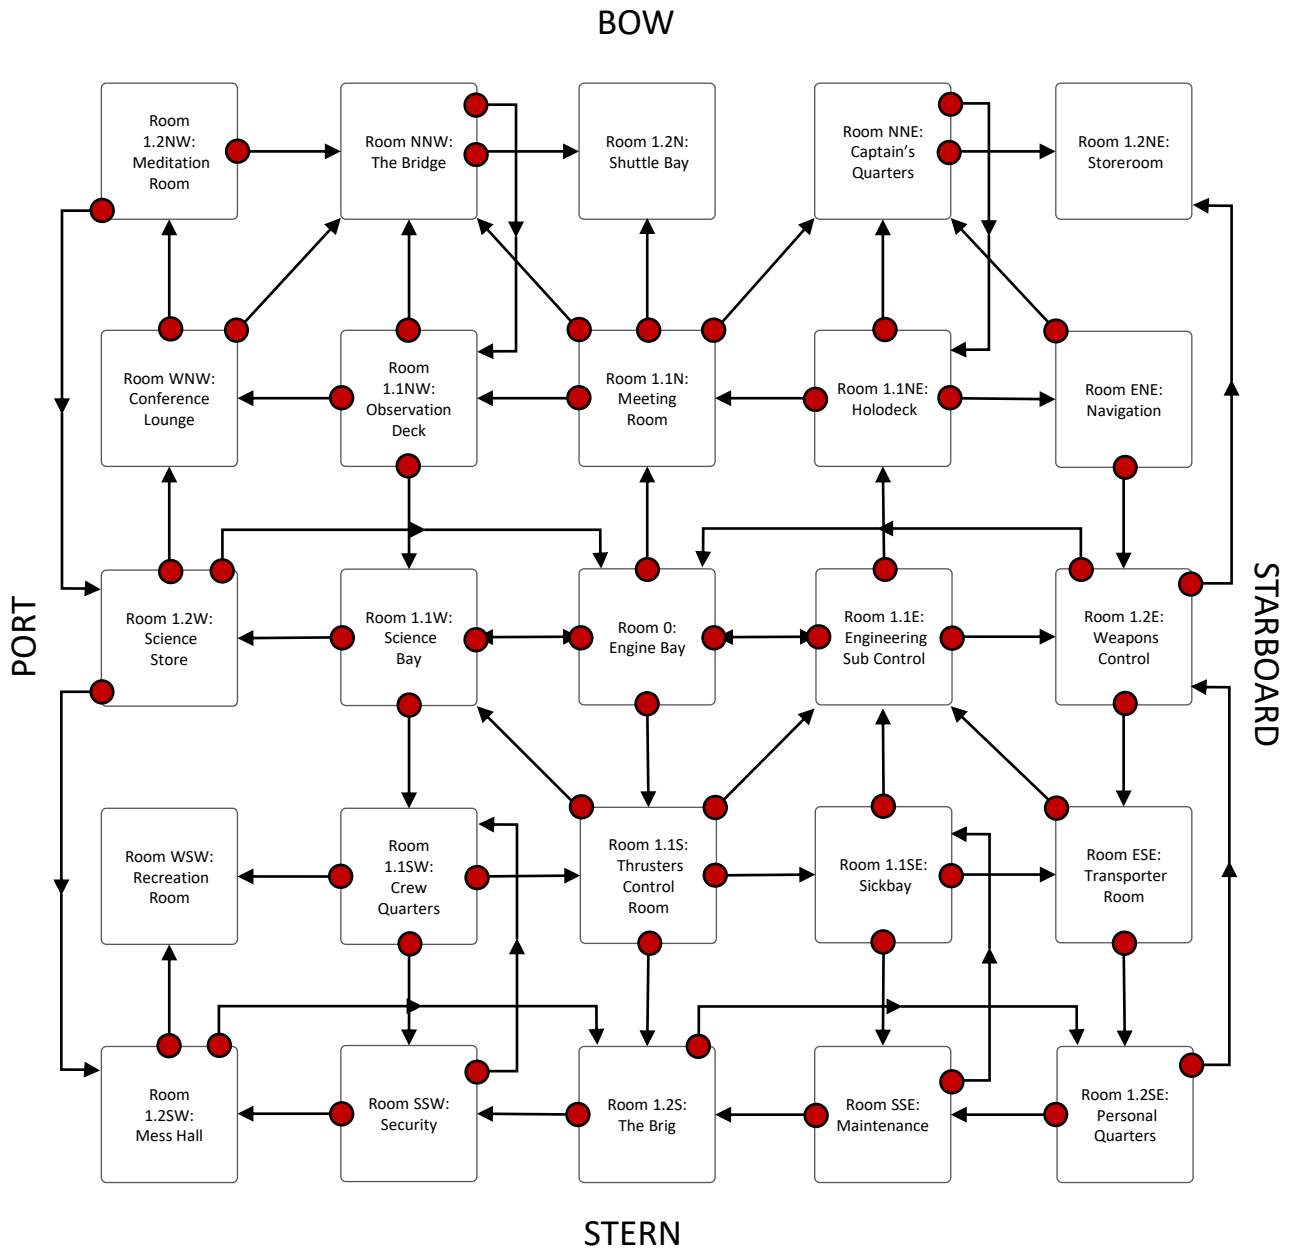 BOW
Room
1.2NW:
Meditation
Room
Room NNW:
The Bridge
Room 1.2N:
Shuttle Bay
Room NNE:
Captain's
Quarters
Room 1.2NE:
Storeroom
Room WNW:
Conference
Lounge
Room
1.1NW:
Observation
Deck
Room 1.1N:
Meeting
Room
Room 1.1NE:
Holodeck
Room ENE:
Navigation
PORT
Room 1.2W:
Science
Store
Room 1.1W:
Science
Bay
Room 0:
Engine Bay
Room 1.1E:
Engineering
Sub Control
Room 1.2E:
Weapons
Control
STARBOARD
Room WSW:
Recreation
Room
Room
1.1SW:
Crew
Quarters
Room 1.1S:
Thrusters
Control
Room
Room 1.1SE:
Sickbay
Room ESE:
Transporter
Room
Room
1.2SW:
Mess Hall
Room SSW:
Security
Room 1.2S:
The Brig
Room SSE:
Maintenance
Room 1.2SE:
Personal
Quarters
STERN